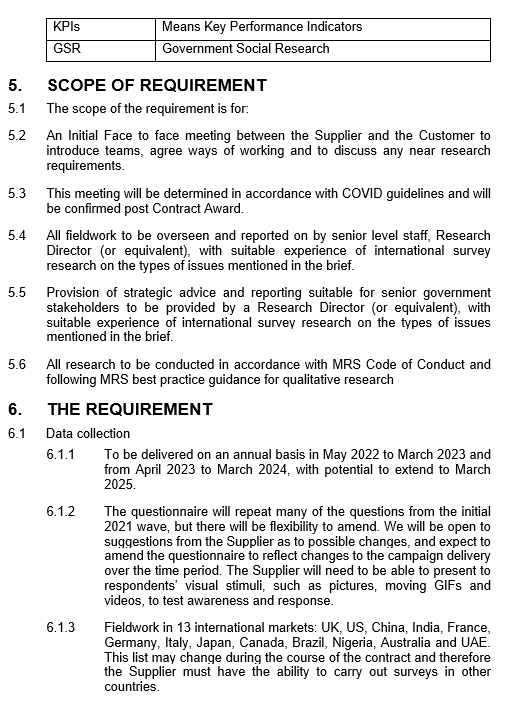 KPIs Means Key Performance Indicators
GSR Government Social Research
5. SCOPE OF REQUIREMENT
5.1 The scope of the requirement is for:
5.2 An Initial Face to face meeting between the Supplier and the Customer to
introduce teams, agree ways of working and to discuss any near research
requirements.
5.3 This meeting will be determined in accordance with COVID guidelines and will
be confirmed post Contract Award.
5.4 All fieldwork to be overseen and reported on by senior level staff, Research
Director (or equivalent), with suitable experience of international survey
research on the types of issues mentioned in the brief.
5.5 Provision of strategic advice and reporting suitable for senior government
stakeholders to be provided by a Research Director (or equivalent), with
suitable experience of international survey research on the types of issues
mentioned in the brief.
5.6 All research to be conducted in accordance with MRS Code of Conduct and
following MRS best practice guidance for qualitative research
6. THE REQUIREMENT
6.1 Data collection
6.1.1 To be delivered on an annual basis in May 2022 to March 2023 and
from April 2023 to March 2024, with potential to extend to March
2025.
6.1.2 The questionnaire will repeat many of the questions from the initial
2021 wave, but there will be flexibility to amend. We will be open to
suggestions from the Supplier as to possible changes, and expect to
amend the questionnaire to reflect changes to the campaign delivery
over the time period. The Supplier will need to be able to present to
respondents' visual stimuli, such as pictures, moving GIFs and
videos, to test awareness and response.
6.1.3 Fieldwork in 13 international markets: UK, US, China, India, France,
Germany, Italy, Japan, Canada, Brazil, Nigeria, Australia and UAE.
This list may change during the course of the contract and therefore
the Supplier must have the ability to carry out surveys in other
countries.